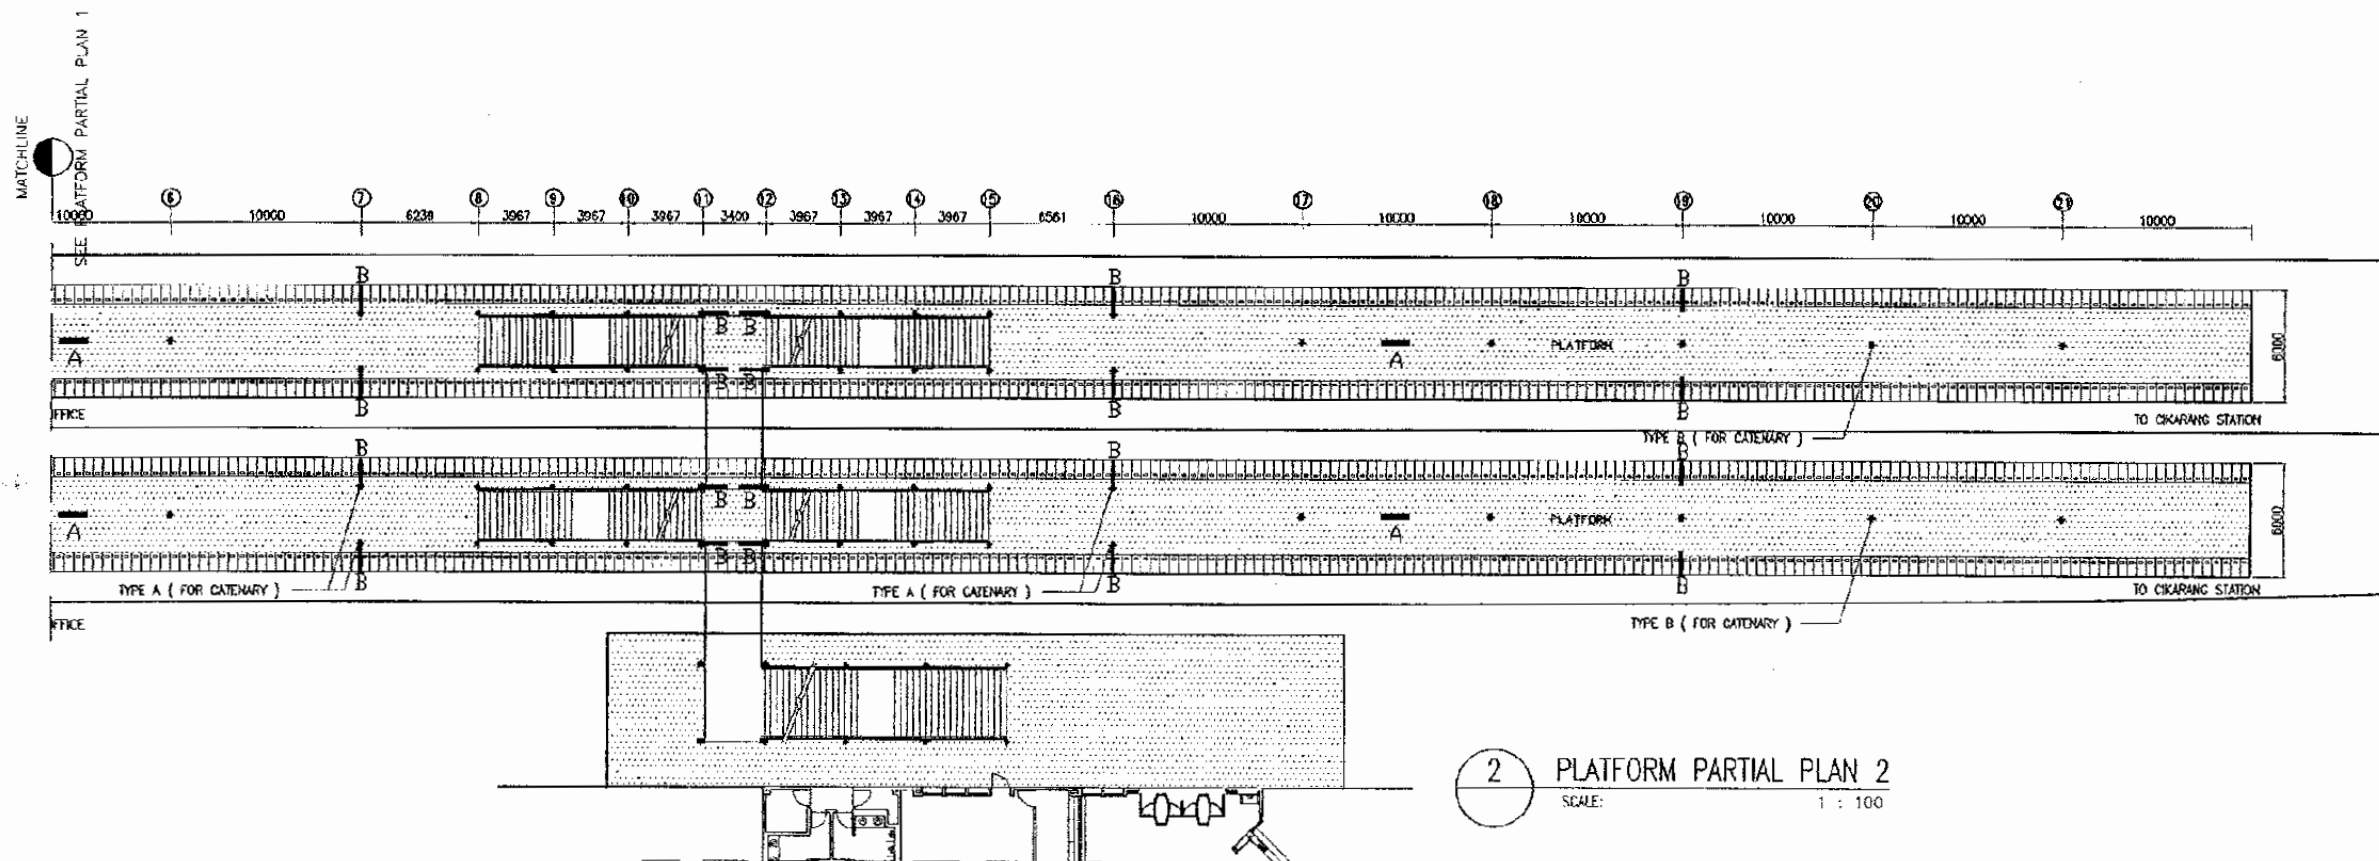 MATCHLINE
SEE PLATFORM PARTIAL PLAN 1
6 7 8 9 10 11 12 13 14 15 16 17 18 19 20 21
10000 10000 6238 3967 3967 3967 3400 3967 3967 3967 6561 10000 10000 10000 10000 10000 10000
B B B
B B B
A A PLATFORM
B B
6000
B B B
FFICE
TO CIKARANG STATION
TYPE B ( FOR CATENARY )
B B B
B B B
A A PLATFORM
B B
6000
B B B
TYPE A ( FOR CATENARY )
TYPE A ( FOR CATENARY )
TO CIKARANG STATION
FFICE
TYPE B ( FOR CATENARY )
2 PLATFORM PARTIAL PLAN 2
SCALE: 1 : 100